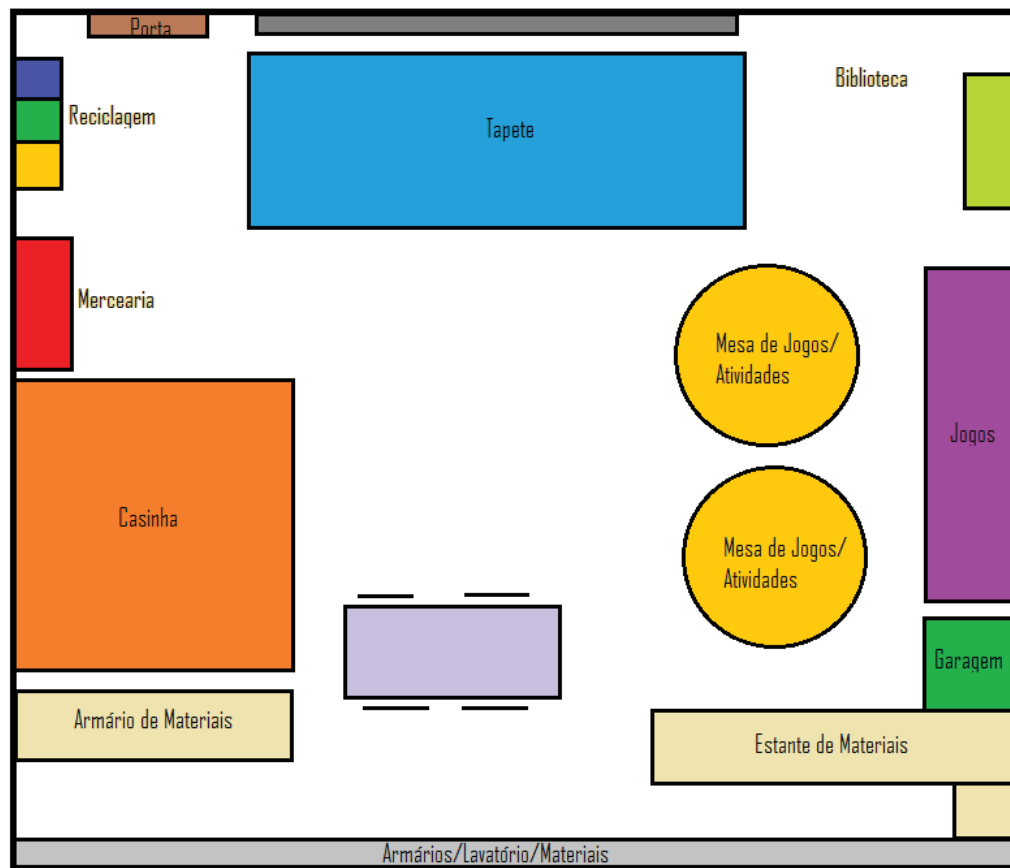 Porta
Biblioteca
Reciclagem
Tapete
Mercearia
Mesa de Jogos/
Atividades
Jogos
Casinha
Mesa de Jogos/
Atividades
Garagem
Armário de Materiais
Estante de Materiais
Armários/Lavatório/Materiais